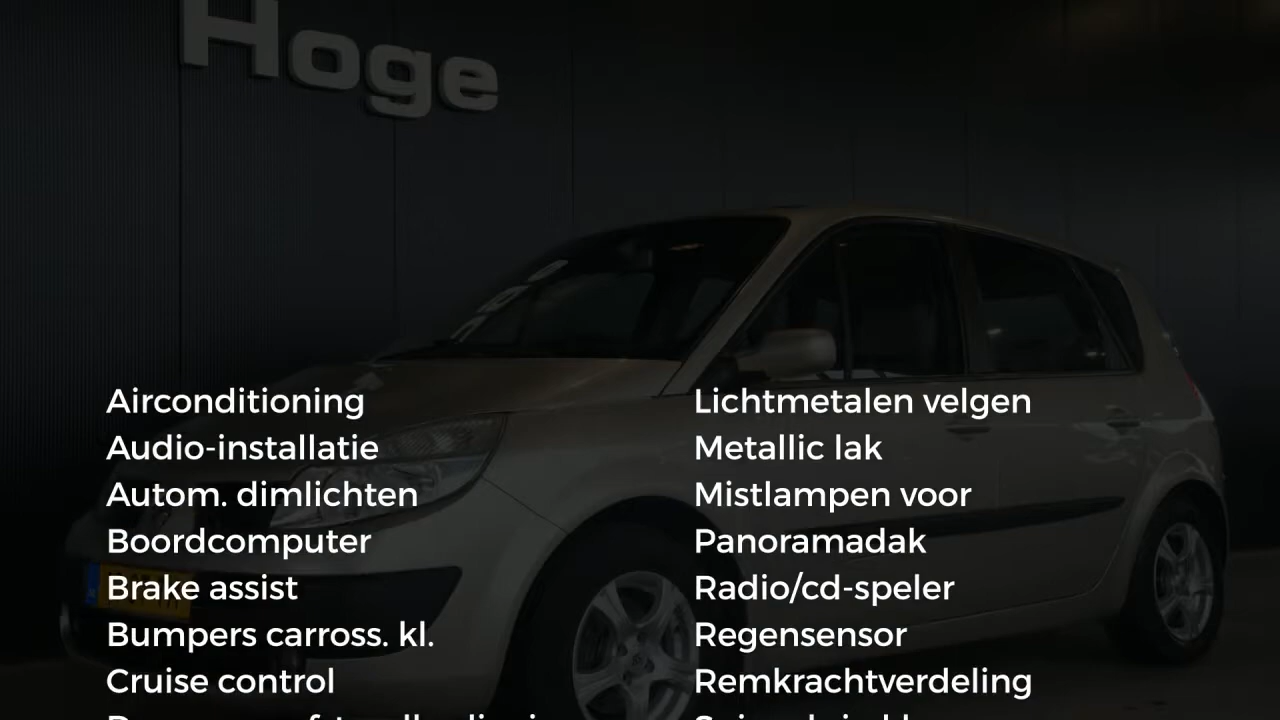 Hoge
Airconditioning
Audio-installatie
Autom. dimlichten
Boordcomputer
Brake assist
Bumpers carross. kl.
Cruise control
Lichtmetalen velgen
Metallic lak
Mistlampen voor
Panoramadak
Radio/cd-speler
Regensensor
Remkrachtverdeling